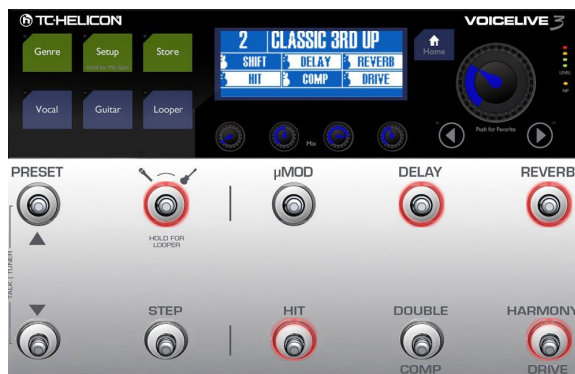 TC·HELICON
VOICELIVE 3
Genre
Setup
Hold for Mix Gain
Store
2 CLASSIC 3RD UP
SHIFT DELAY REVERB
HIT COMP DRIVE
Home
LEVEL
Vocal
Guitar
Looper
Mix
Push for Favorite
PRESET
µMOD
DELAY
REVERB
HOLD FOR
LOOPER
TALK | TUNER
STEP
HIT
DOUBLE
HARMONY
COMP
DRIVE